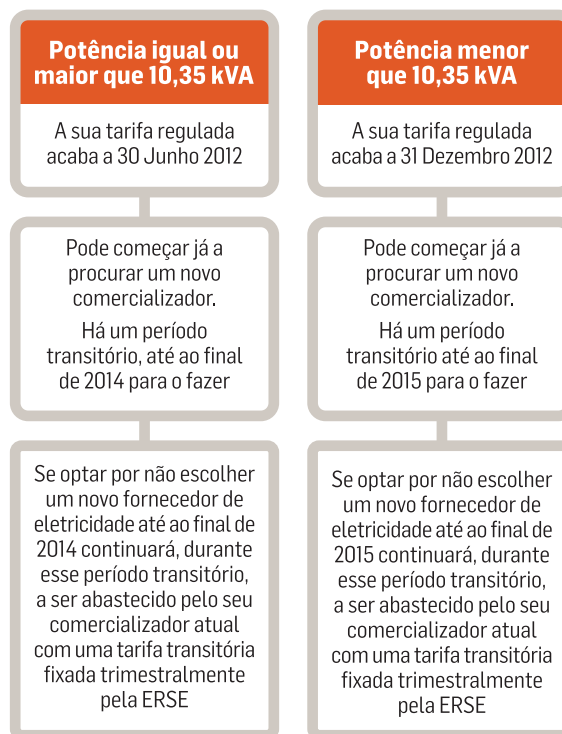 Potência igual ou
maior que 10,35 kVA
A sua tarifa regulada
acaba a 30 Junho 2012
Pode começar já a
procurar um novo
comercializador.
Há um período
transitório, até ao final
de 2014 para o fazer
Se optar por não escolher
um novo fornecedor de
eletricidade até ao final de
2014 continuará, durante
esse período transitório,
a ser abastecido pelo seu
comercializador atual
com uma tarifa transitória
fixada trimestralmente
pela ERSE
Potência menor
que 10,35 kVA
A sua tarifa regulada
acaba a 31 Dezembro 2012
Pode começar já a
procurar um novo
comercializador.
Há um período
transitório até ao final
de 2015 para o fazer
Se optar por não escolher
um novo fornecedor de
eletricidade até ao final de
2015 continuará, durante
esse período transitório,
a ser abastecido pelo seu
comercializador atual
com uma tarifa transitória
fixada trimestralmente
pela ERSE